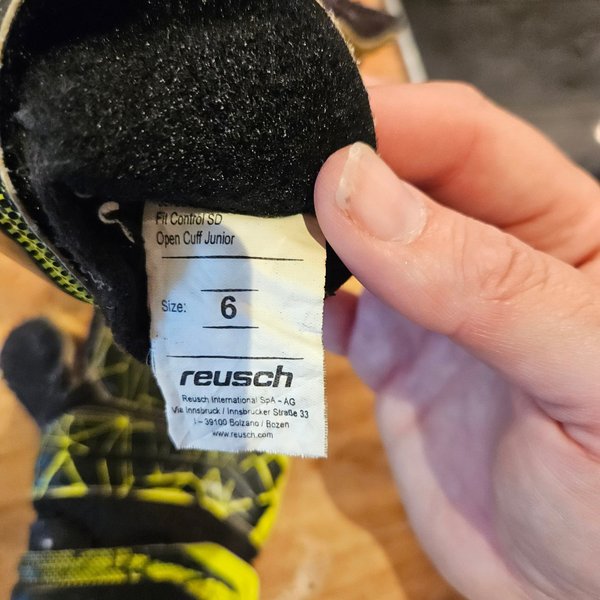 Fit Control SD
Open Cuff Junior
Size: 6
reusch
Reusch International SpA - AG
Via Innsbruck / Innsbrucker Straße 33
I - 39100 Bolzano / Bozen
www.reusch.com